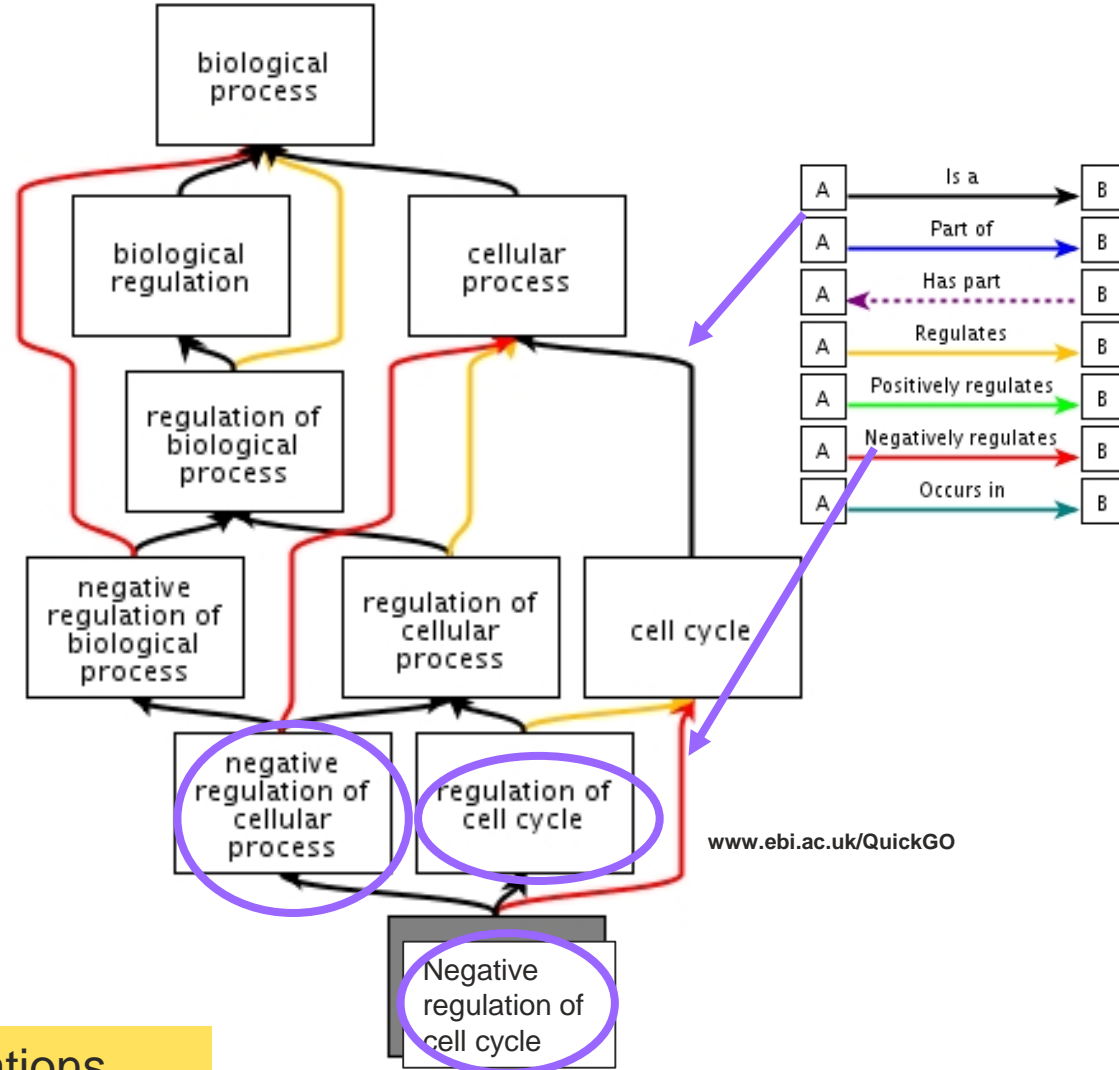 biological
process
biological
regulation
cellular
process
regulation of
biological
process
negative
regulation of
biological
process
regulation of
cellular
process
cell cycle
negative
regulation of
cellular
process
regulation of
cell cycle
Negative
regulation of
cell cycle
A Is a B
A Part of B
A Has part B
A Regulates B
A Positively regulates B
A Negatively regulates B
A Occurs in B
www.ebi.ac.uk/QuickGO